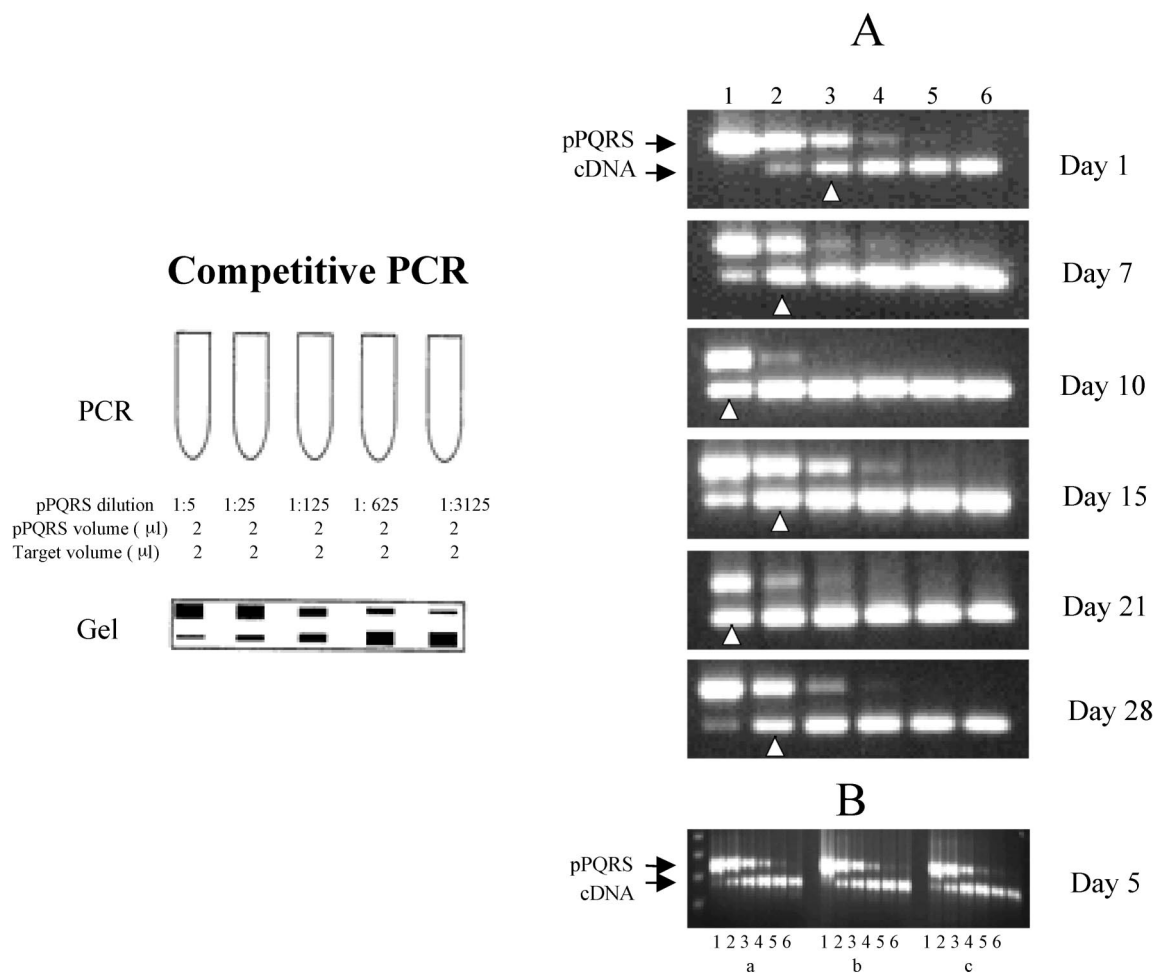 Competitive PCR
PCR
pPQRS dilution 1:5 1:25 1:125 1: 625 1:3125
pPQRS volume ( μl) 2 2 2 2 2
Target volume ( μl) 2 2 2 2 2
Gel
A
1 2 3 4 5 6
pPQRS
cDNA
Day 1
Day 7
Day 10
Day 15
Day 21
Day 28
B
pPQRS
cDNA
Day 5
1 2 3 4 5 6 1 2 3 4 5 6 1 2 3 4 5 6
a b c